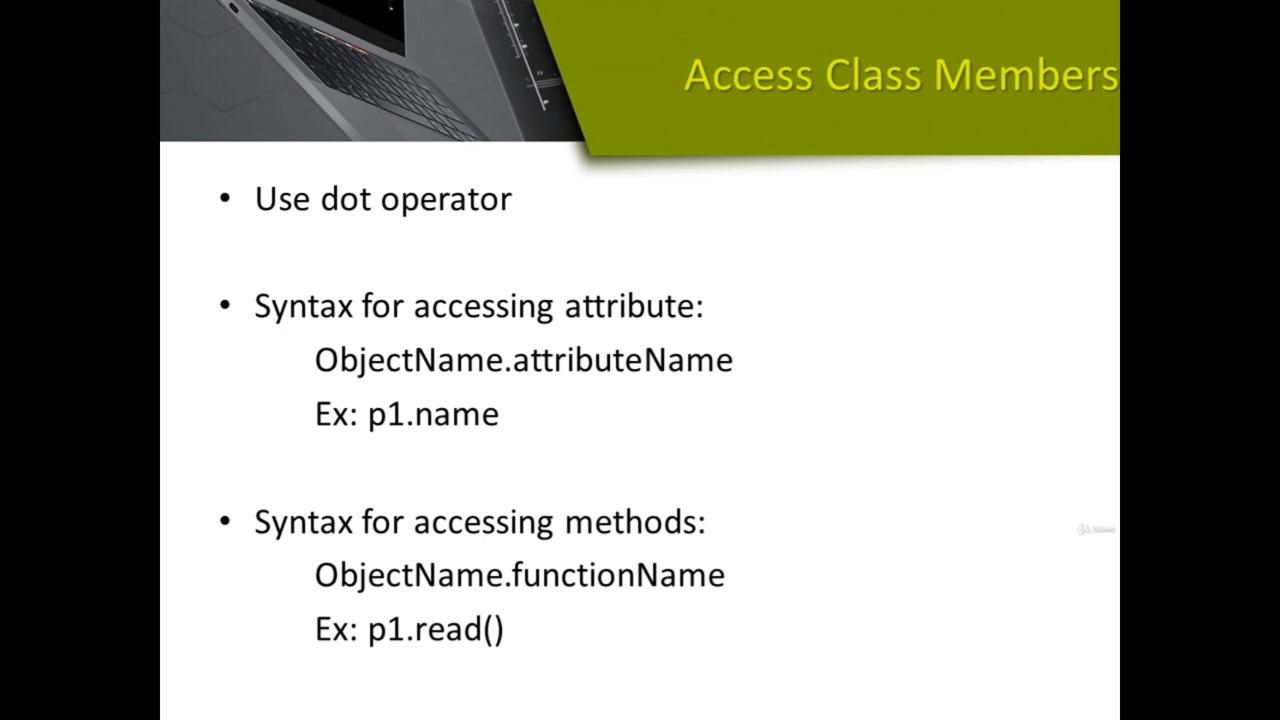 Access Class Members
• Use dot operator
• Syntax for accessing attribute:
ObjectName.attributeName
Ex: p1.name
• Syntax for accessing methods:
ObjectName.functionName
Ex: p1.read()